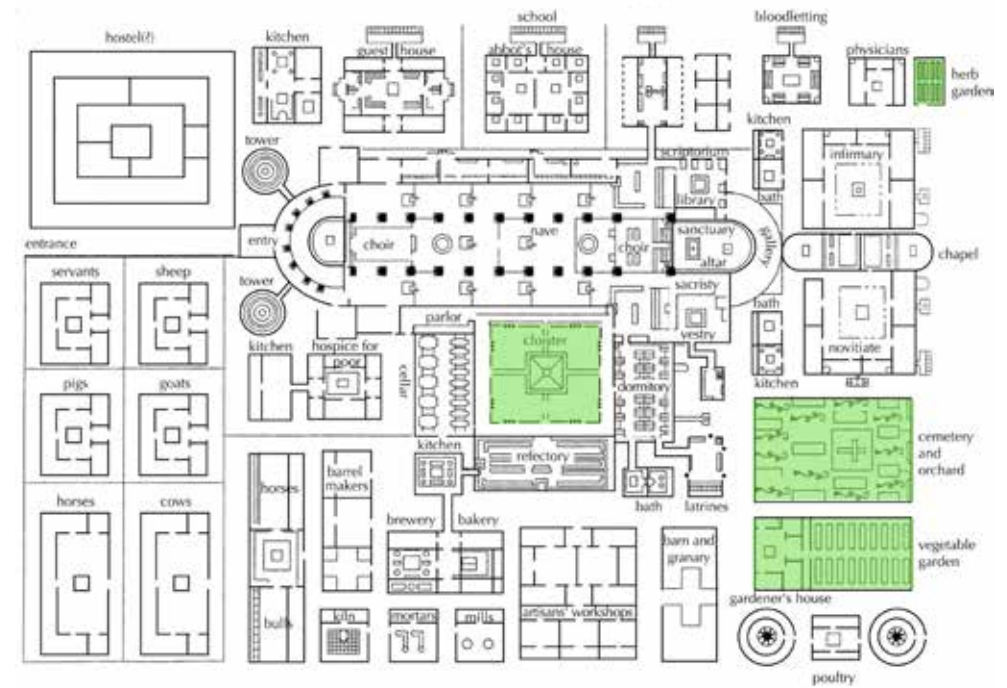 school
bloodletting
hostel(?)
kitchen
guest house
abbot's house
physicians
herb
garden
kitchen
tower
scriptorium
infirmary
library
bath
entry
choir
nave
choir
sanctuary
altar
gallery
chapel
entrance
servants
sheep
tower
sacristy
vestry
bath
novitiate
parlor
cloister
kitchen
hospice for
poor
cellar
dormitory
kitchen
pigs
goats
cemetery
and
orchard
kitchen
refectory
horses
cows
horses
barrel
makers
bath
latrines
brewery
bakery
barn and
granary
vegetable
garden
gardener's house
bulls
kiln
mortars
mills
artisans' workshops
poultry